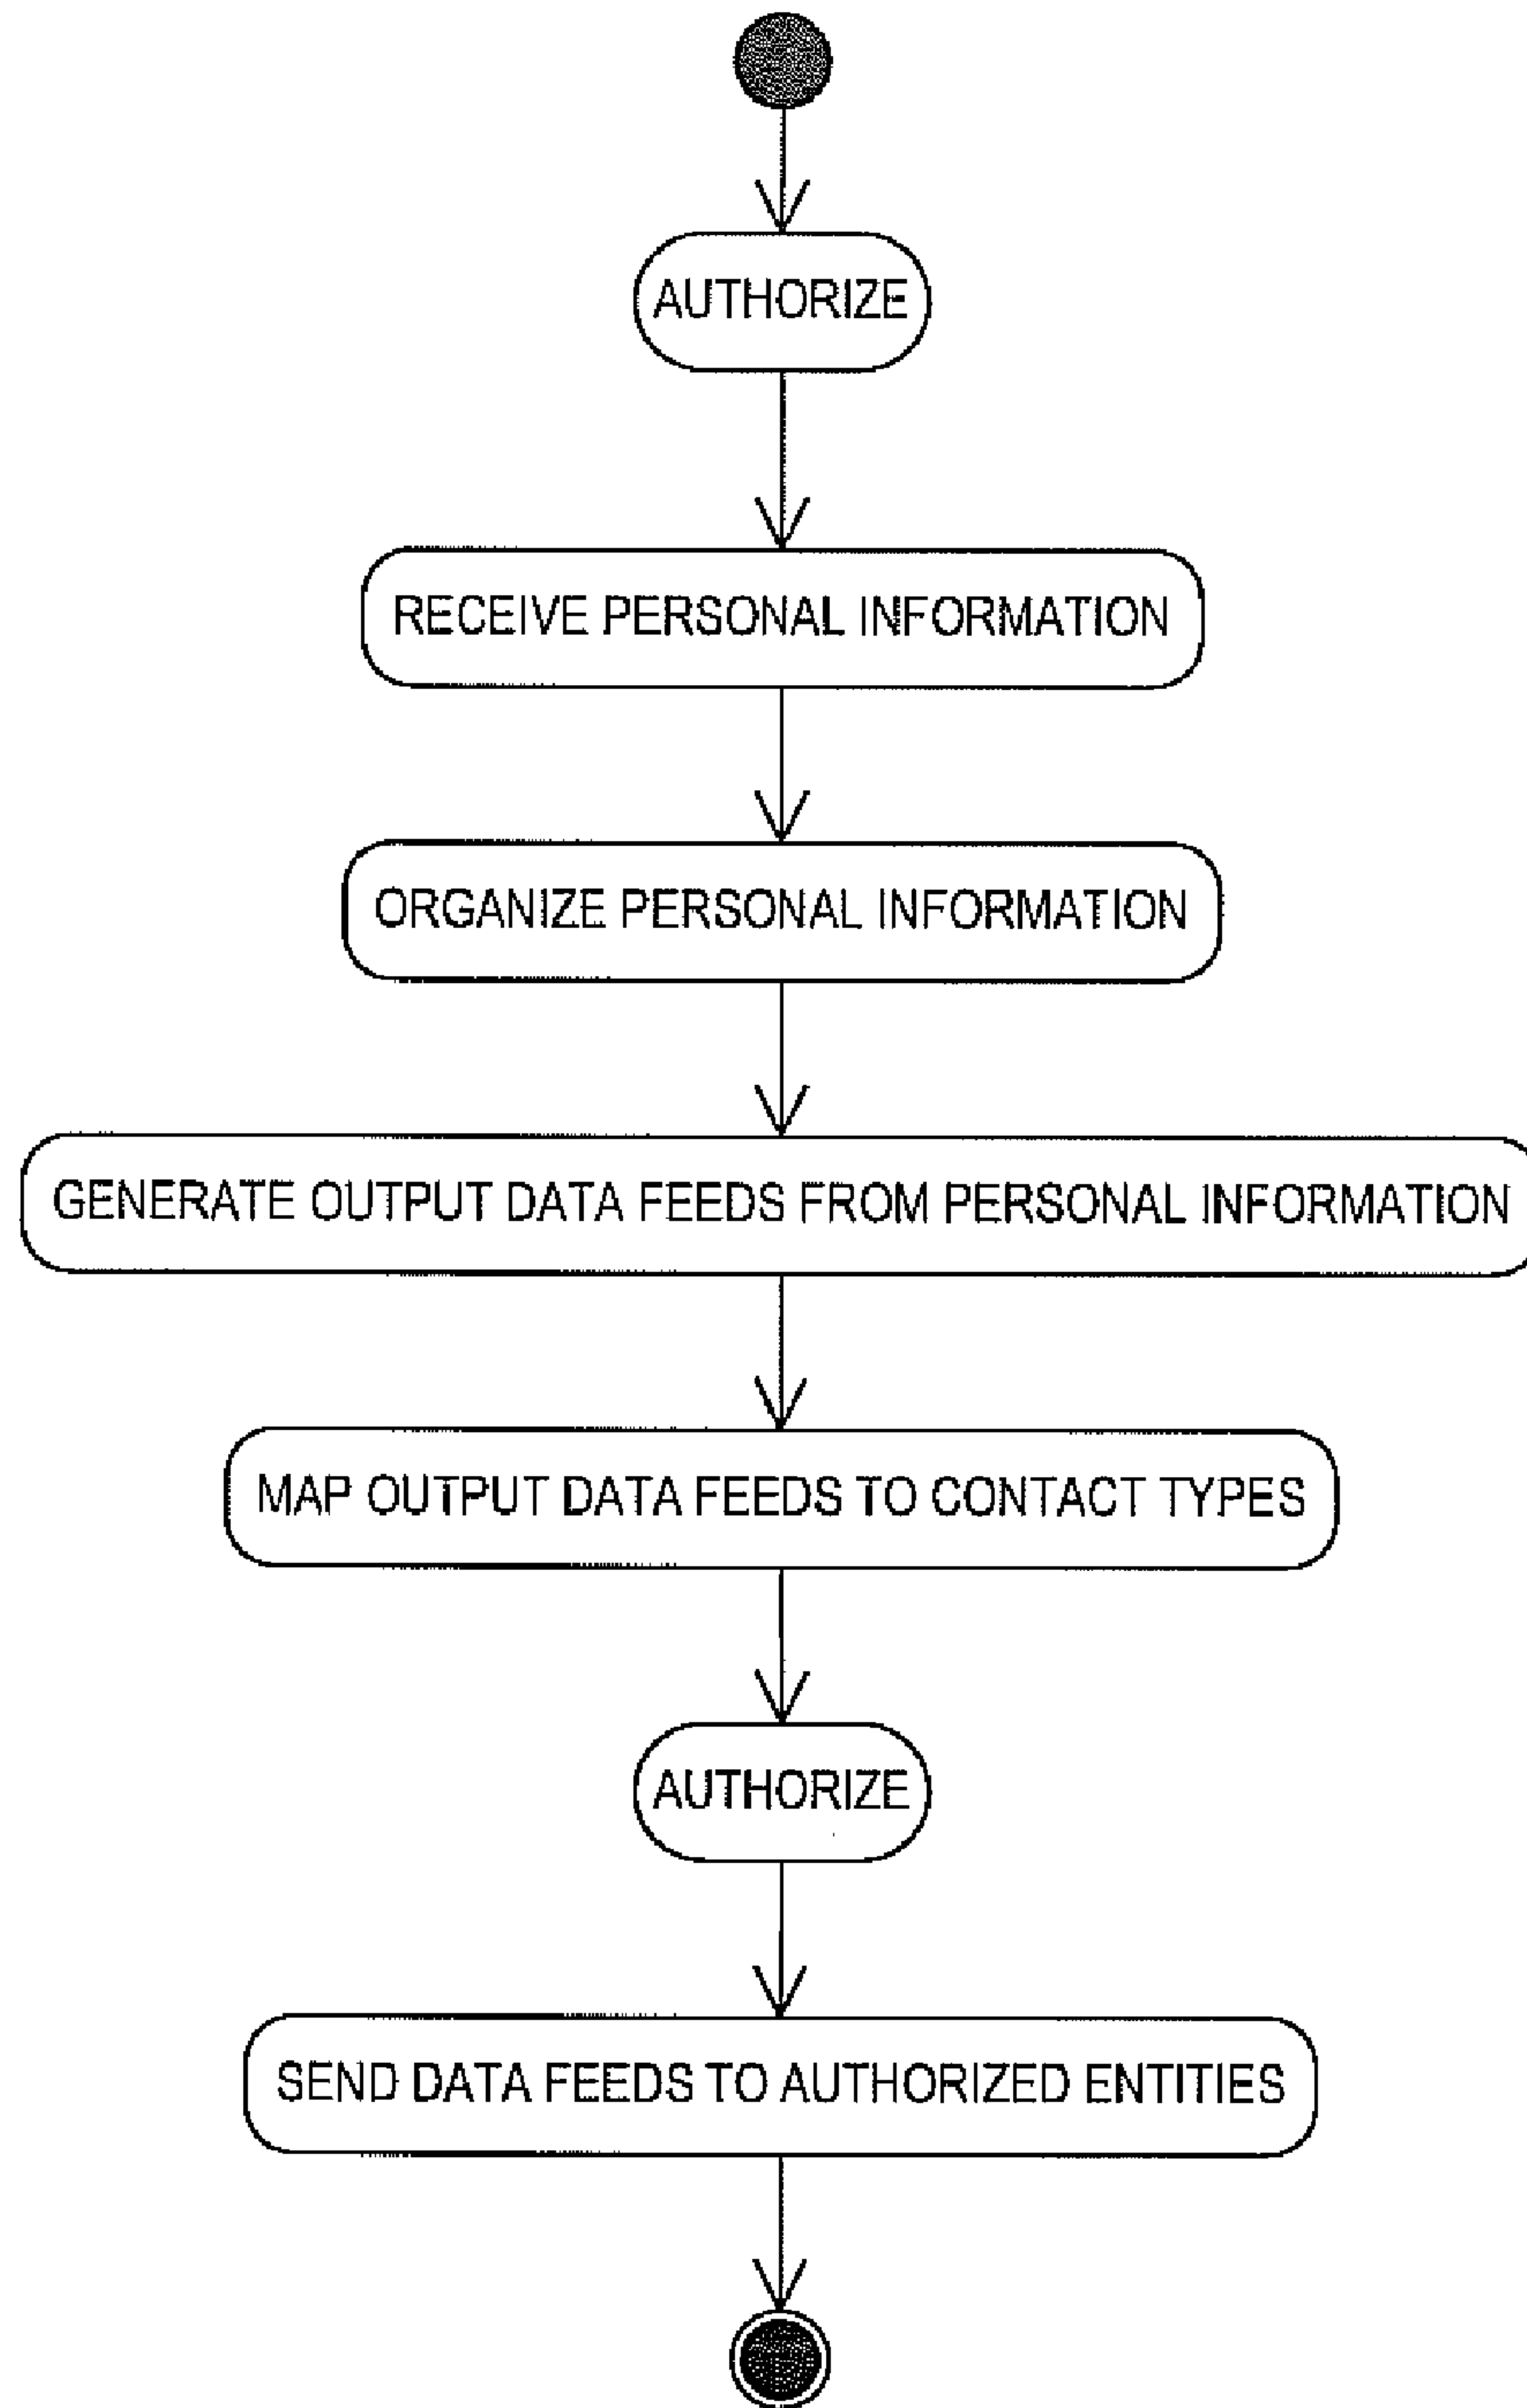 AUTHORIZE
RECEIVE PERSONAL INFORMATION
ORGANIZE PERSONAL INFORMATION
GENERATE OUTPUT DATA FEEDS FROM PERSONAL INFORMATION
MAP OUTPUT DATA FEEDS TO CONTACT TYPES
AUTHORIZE
SEND DATA FEEDS TO AUTHORIZED ENTITIES